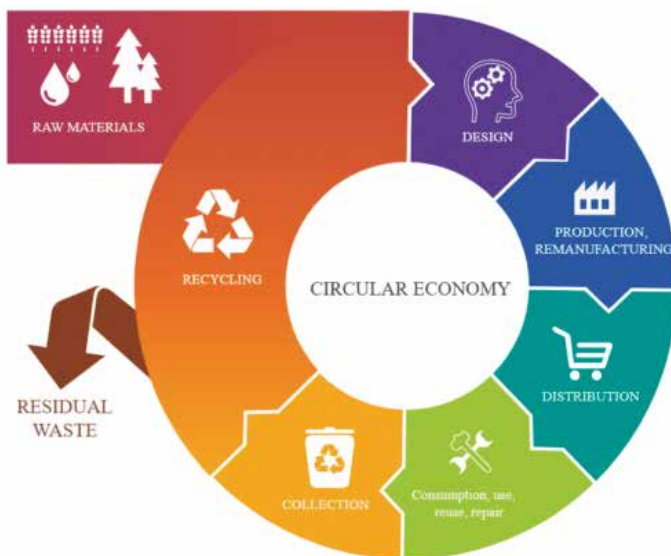 RAW MATERIALS
DESIGN
PRODUCTION,
REMANUFACTURING
DISTRIBUTION
Consumption, use,
reuse, repair
COLLECTION
RECYCLING
RESIDUAL
WASTE
CIRCULAR ECONOMY